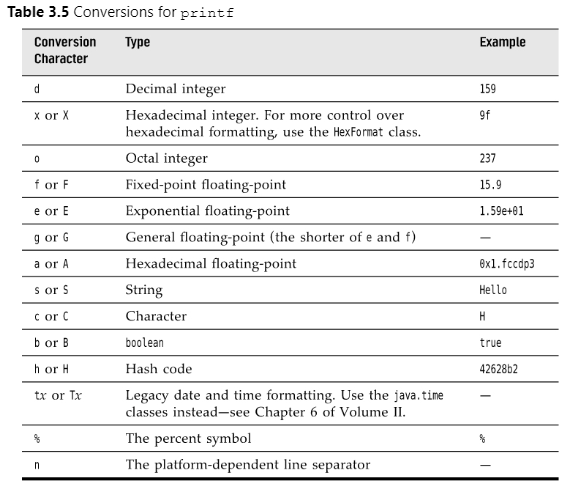 Table 3.5 Conversions for printf
Conversion Character Type Example
d Decimal integer 159
x or X Hexadecimal integer. For more control over
hexadecimal formatting, use the HexFormat class. 9f
o Octal integer 237
f or F Fixed-point floating-point 15.9
e or E Exponential floating-point 1.59e+01
g or G General floating-point (the shorter of e and f) —
a or A Hexadecimal floating-point 0x1.fccdp3
s or S String Hello
c or C Character H
b or B boolean true
h or H Hash code 42628b2
tx or Tx Legacy date and time formatting. Use the java.time
classes instead—see Chapter 6 of Volume II. —
% The percent symbol %
n The platform-dependent line separator —